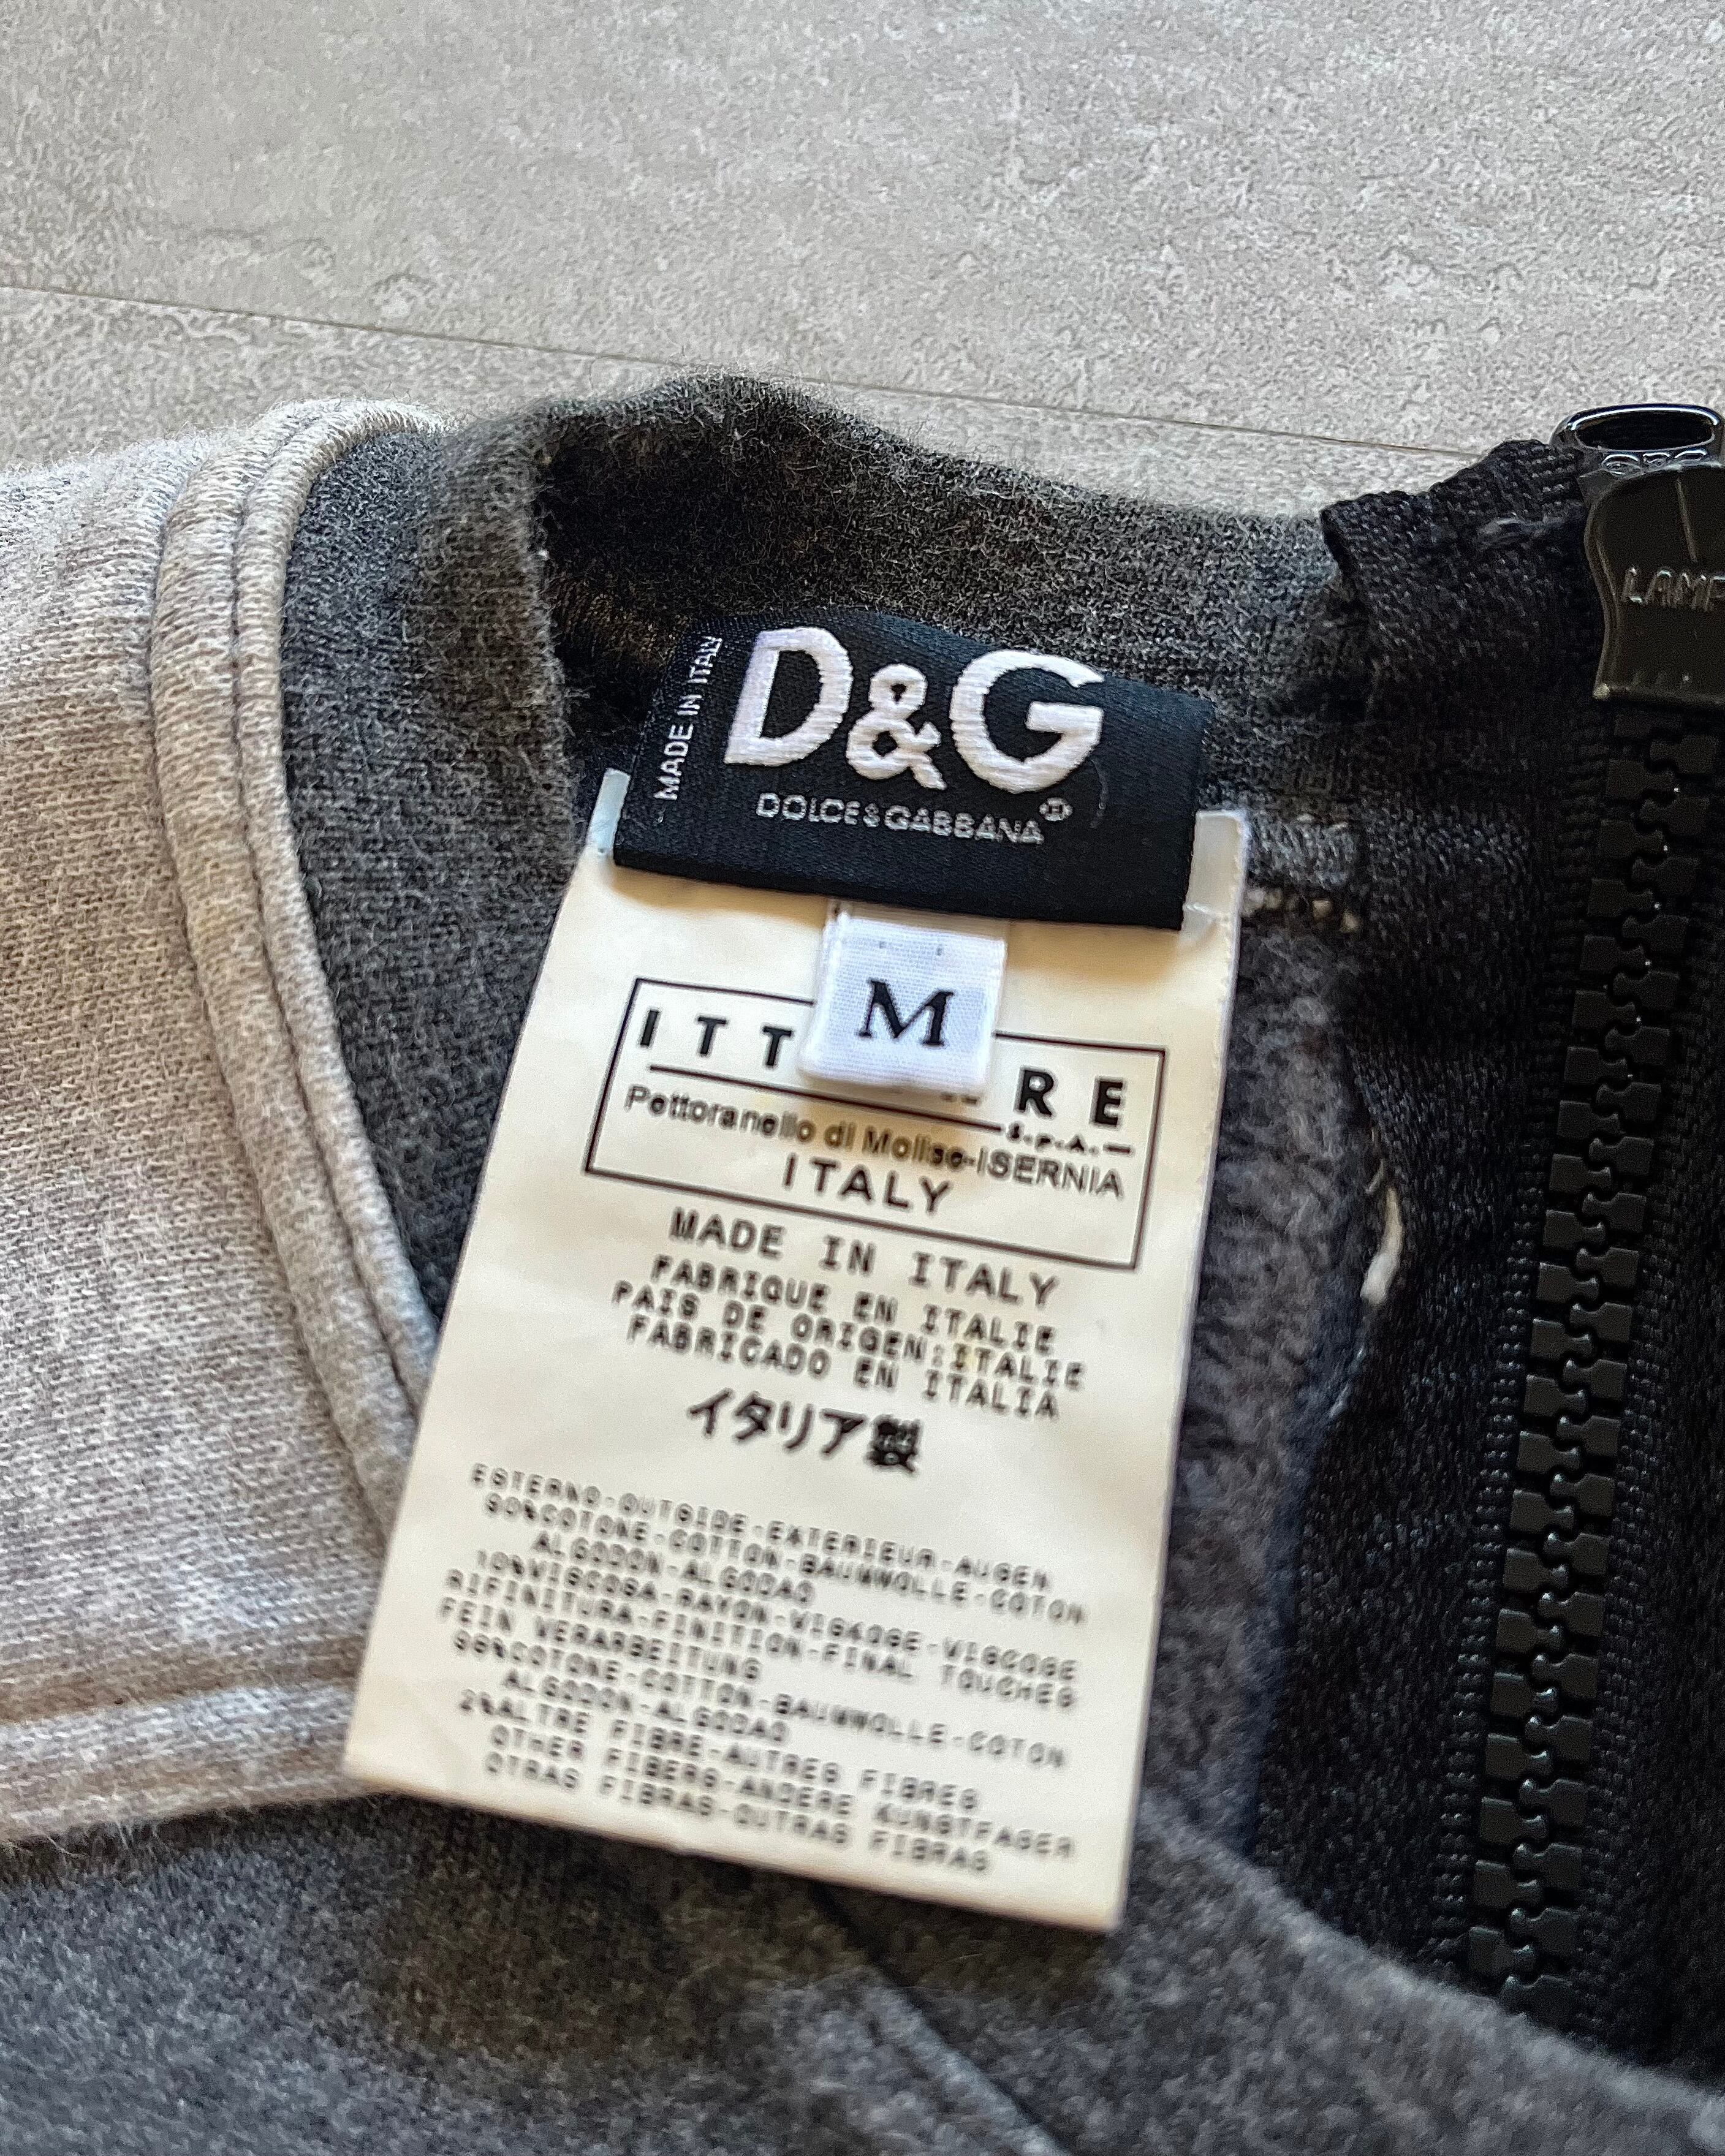 MADE IN ITALY
D&G
DOLCE&GABBANA
LAMP
M
ITT RE
S.p.A.
Pettoranello di Molise-ISERNIA
ITALY
MADE IN ITALY
FABRIQUE EN ITALIE
PAIS DE ORIGEN:ITALIE
FABRICADO EN ITALIA
イタリア製
ESTERNO-OUTSIDE-EXTERIEUR-AUSEN
90%COTONE-COTTON-BAUMWOLLE-COTON
ALGODON-ALGODAO
10%VISCOSA-RAYON-VISKOSE-VISCOSE
RIFINITURA-FINITION-FINAL TOUCHES
FEIN VERARBEITUNG
98%COTONE-COTTON-BAUMWOLLE-COTON
ALGODON-ALGODAO
2%ALTRE FIBRE-AUTRES FIBRES
OTHER FIBERS-ANDERE KUNSTFASER
OTRAS FIBRAS-OUTRAS FIBRAS